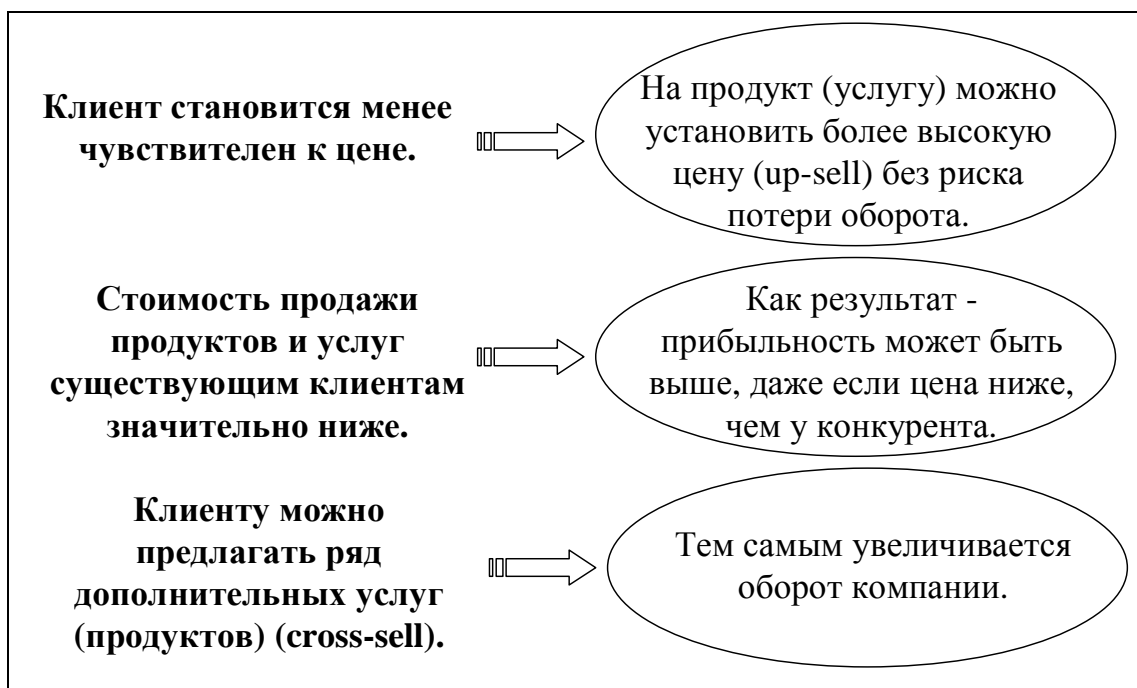 Клиент становится менее
чувствителен к цене.
На продукт (услугу) можно
установить более высокую
цену (up-sell) без риска
потери оборота.
Стоимость продажи
продуктов и услуг
существующим клиентам
значительно ниже.
Как результат -
прибыльность может быть
выше, даже если цена ниже,
чем у конкурента.
Клиенту можно
предлагать ряд
дополнительных услуг
(продуктов) (cross-sell).
Тем самым увеличивается
оборот компании.